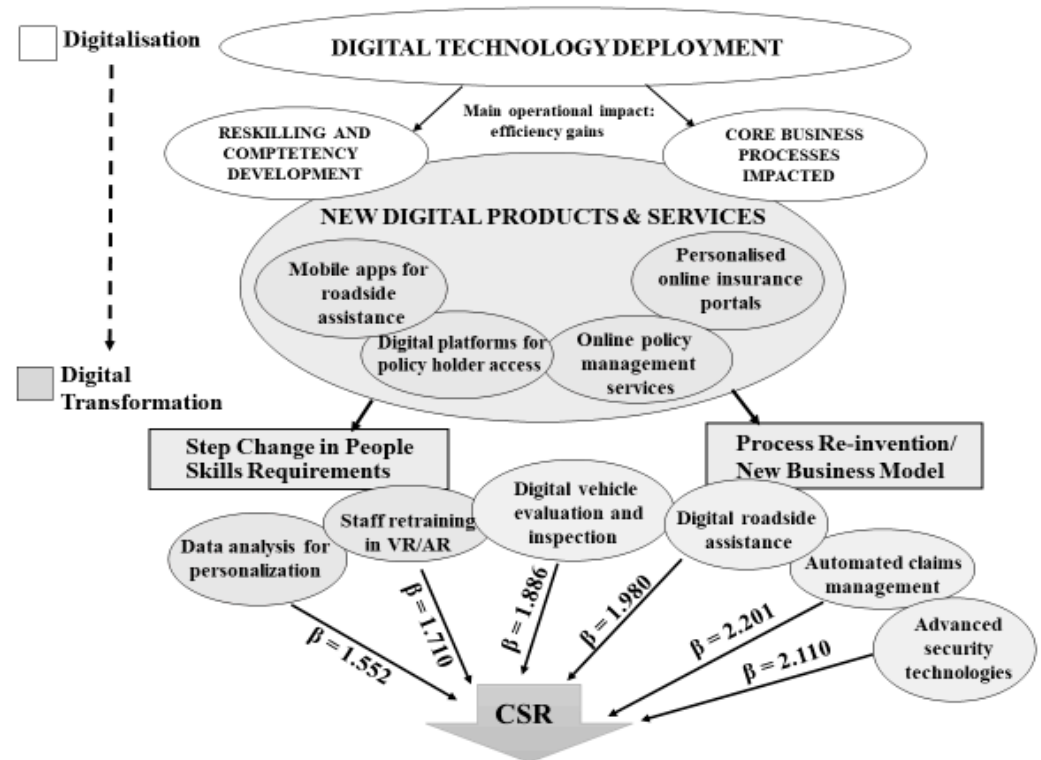 Digitalisation
DIGITAL TECHNOLOGY DEPLOYMENT
Main operational impact:
efficiency gains
RESKILLING AND
COMPTETENCY
DEVELOPMENT
CORE BUSINESS
PROCESSES
IMPACTED
NEW DIGITAL PRODUCTS & SERVICES
Mobile apps for
roadside
assistance
Personalised
online insurance
portals
Digital platforms for
policy holder access
Online policy
management
services
Digital
Transformation
Step Change in People
Skills Requirements
Process Re-invention/
New Business Model
Data analysis for
personalization
Staff retraining
in VR/AR
Digital vehicle
evaluation and
inspection
Digital roadside
assistance
Automated claims
management
Advanced
security
technologies
β = 1.552
β = 1.710
β = 1.886
β = 1.980
β = 2.201
β = 2.110
CSR